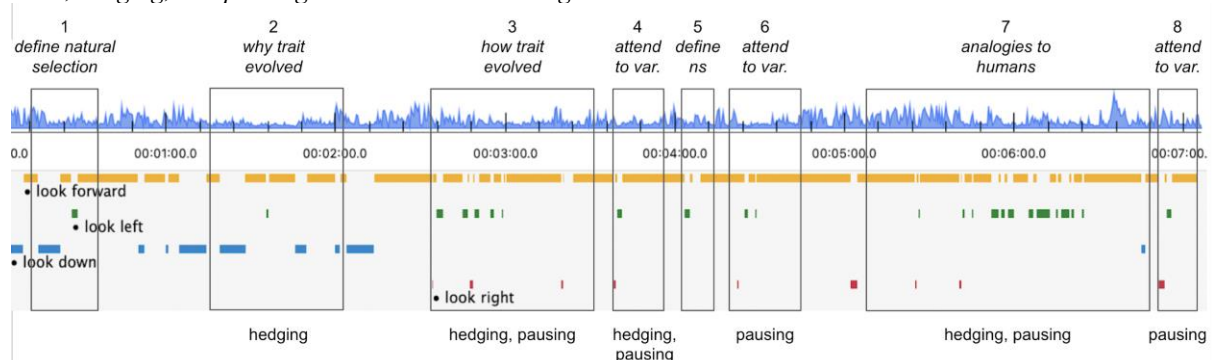 1
define natural
selection
2
why trait
evolved
3
how trait
evolved
4
attend
to var.
5
define
ns
6
attend
to var.
7
analogies to
humans
8
attend
to var.
0.0 00:01:00.0 00:02:00.0 00:03:00.0 00:04:00.0 00:05:00.0 00:06:00.0 00:07:00.
• look forward
• look left
• look down
• look right
hedging
hedging, pausing
hedging,
pausing
pausing
hedging, pausing
pausing